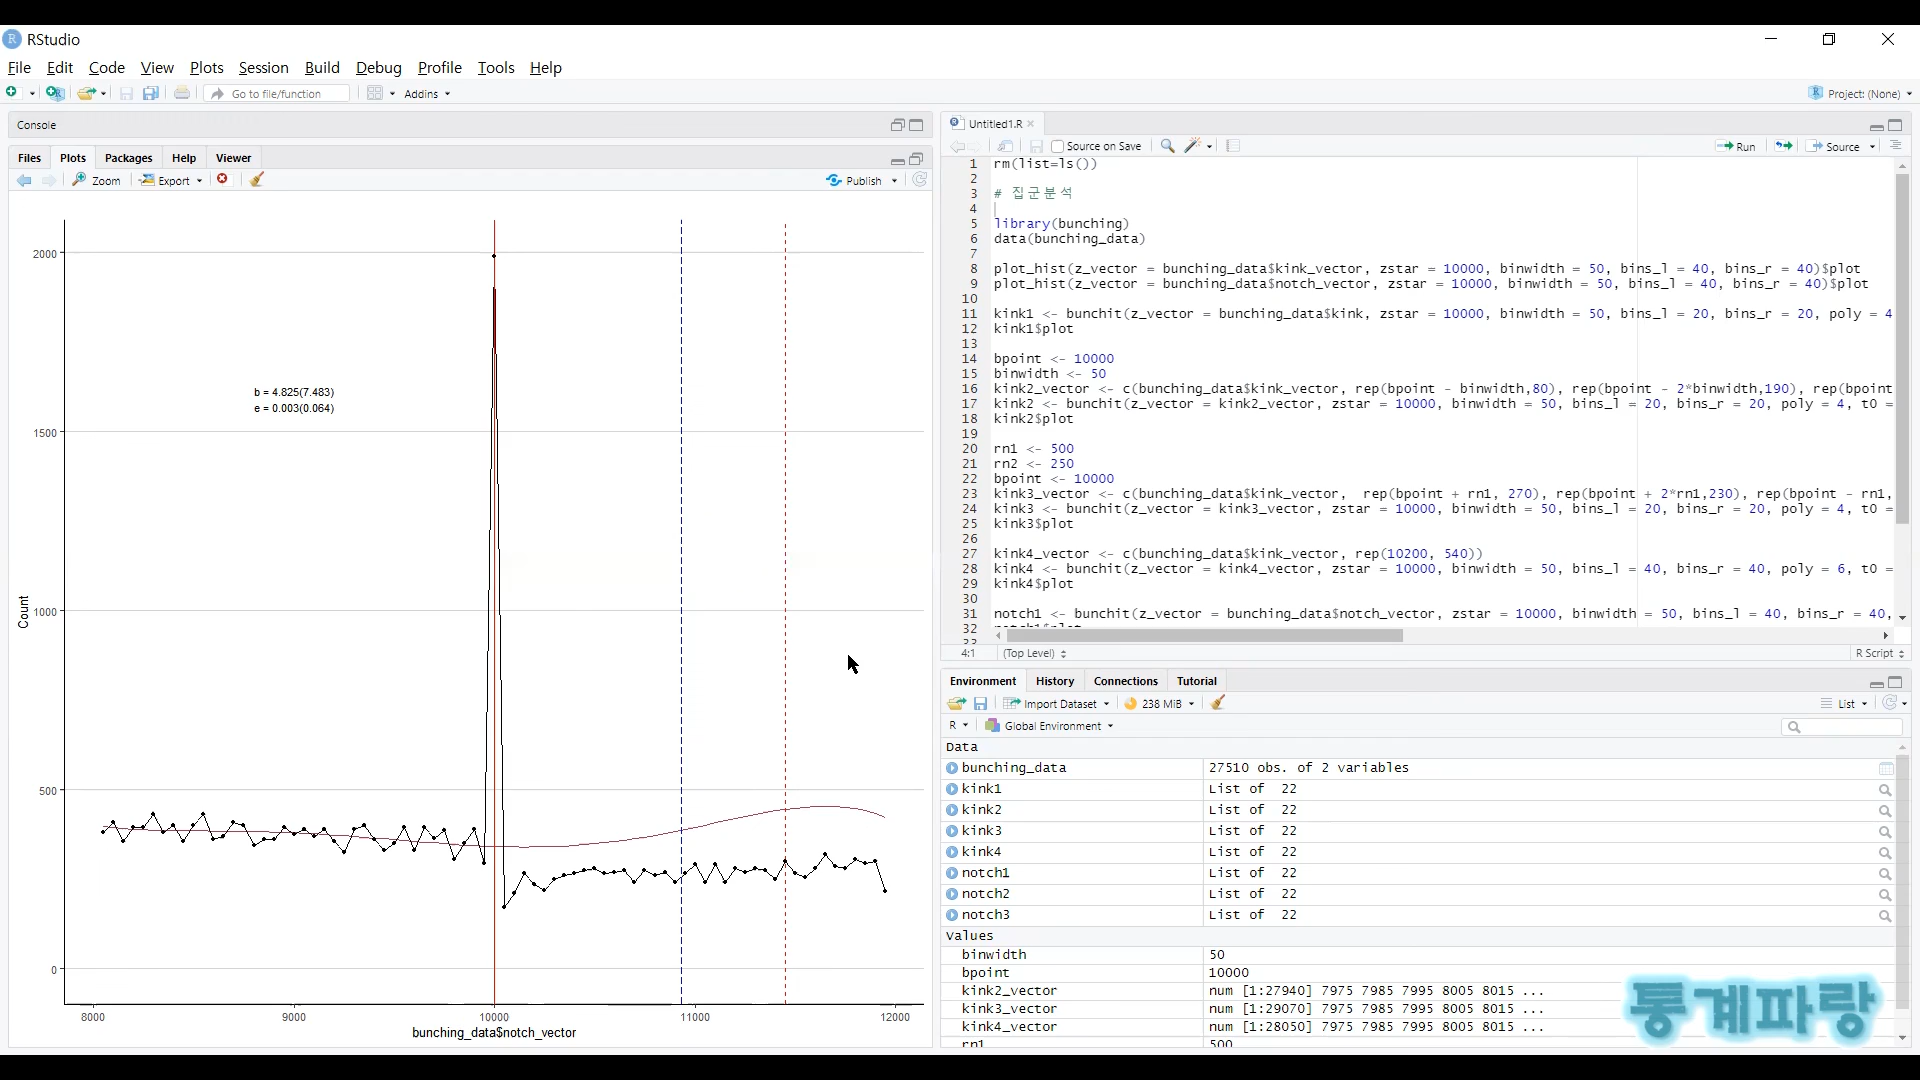 RStudio
File Edit Code View Plots Session Build Debug Profile Tools Help
Go to file/function Addins Project: (None)
Console
Files Plots Packages Help Viewer
Zoom Export Publish
2000
1500
1000
500
0
Count
b = 4.825(7.483)
e = 0.003(0.064)
8000 9000 10000 11000 12000
bunching_data$notch_vector
Untitled1.R
Source on Save Run Source
1 rm(list=ls())
2
3 # 집군분석
4
5 library(bunching)
6 data(bunching_data)
7
8 plot_hist(z_vector = bunching_data$kink_vector, zstar = 10000, binwidth = 50, bins_l = 40, bins_r = 40)$plot
9 plot_hist(z_vector = bunching_data$notch_vector, zstar = 10000, binwidth = 50, bins_l = 40, bins_r = 40)$plot
10
11 kink1 <- bunchit(z_vector = bunching_data$kink, zstar = 10000, binwidth = 50, bins_l = 20, bins_r = 20, poly = 4
12 kink1$plot
13
14 bpoint <- 10000
15 binwidth <- 50
16 kink2_vector <- c(bunching_data$kink_vector, rep(bpoint - binwidth,80), rep(bpoint - 2*binwidth,190), rep(bpoint
17 kink2 <- bunchit(z_vector = kink2_vector, zstar = 10000, binwidth = 50, bins_l = 20, bins_r = 20, poly = 4, t0 =
18 kink2$plot
19
20 rn1 <- 500
21 rn2 <- 250
22 bpoint <- 10000
23 kink3_vector <- c(bunching_data$kink_vector, rep(bpoint + rn1, 270), rep(bpoint + 2*rn1,230), rep(bpoint - rn1,
24 kink3 <- bunchit(z_vector = kink3_vector, zstar = 10000, binwidth = 50, bins_l = 20, bins_r = 20, poly = 4, t0 =
25 kink3$plot
26
27 kink4_vector <- c(bunching_data$kink_vector, rep(10200, 540))
28 kink4 <- bunchit(z_vector = kink4_vector, zstar = 10000, binwidth = 50, bins_l = 40, bins_r = 40, poly = 6, t0 =
29 kink4$plot
30
31 notch1 <- bunchit(z_vector = bunching_data$notch_vector, zstar = 10000, binwidth = 50, bins_l = 40, bins_r = 40,
32
4:1 (Top Level) R Script
Environment History Connections Tutorial
Import Dataset 238 MiB List
R Global Environment
Data
bunching_data 27510 obs. of 2 variables
kink1 List of 22
kink2 List of 22
kink3 List of 22
kink4 List of 22
notch1 List of 22
notch2 List of 22
notch3 List of 22
Values
binwidth 50
bpoint 10000
kink2_vector num [1:27940] 7975 7985 7995 8005 8015 ...
kink3_vector num [1:29070] 7975 7985 7995 8005 8015 ...
kink4_vector num [1:28050] 7975 7985 7995 8005 8015 ...
rn1 500
통계파랑